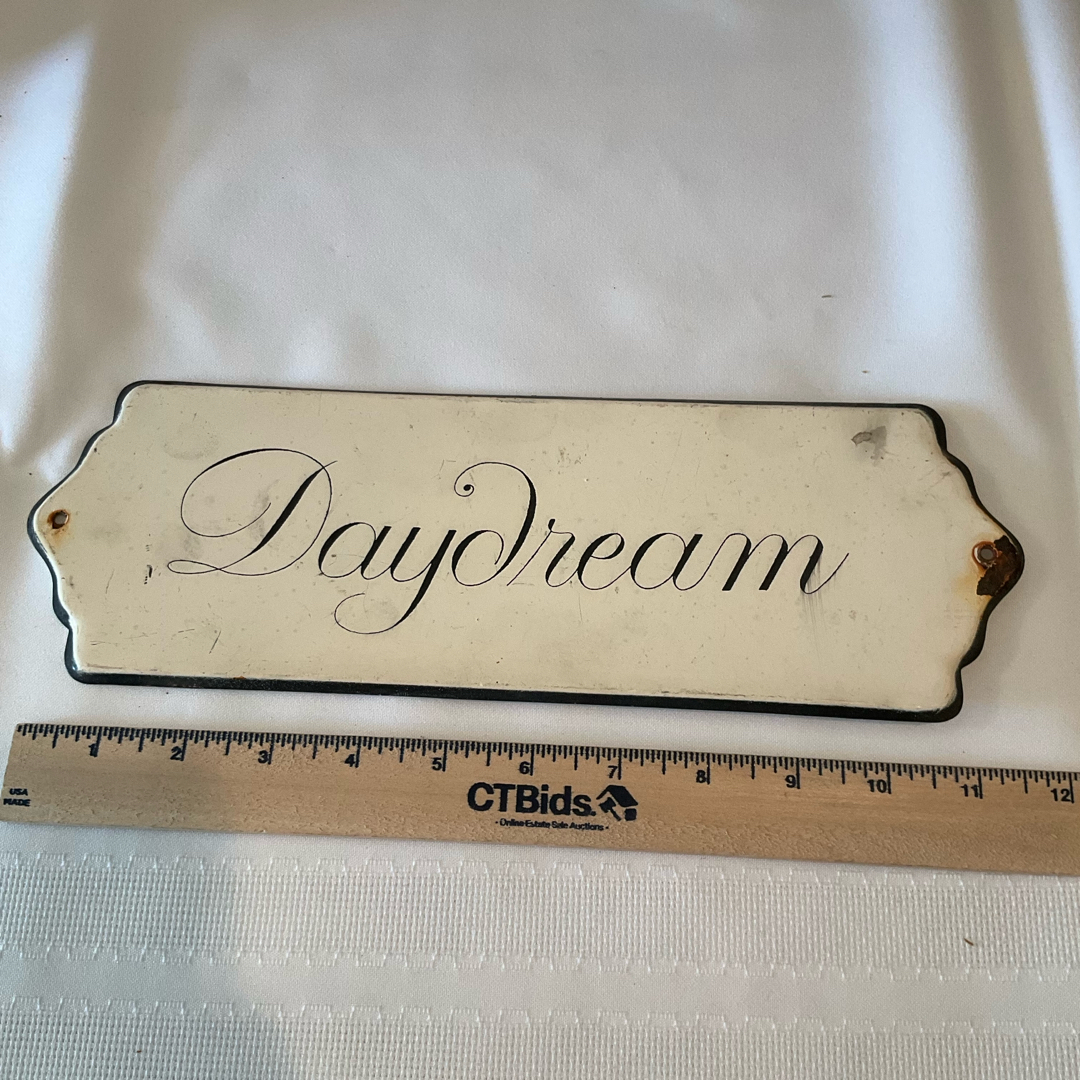 Daydream
1 2 3 4 5 6 7 8 9 10 11 12
USA
MADE
CTBids.
- Online Estate Sale Auctions -